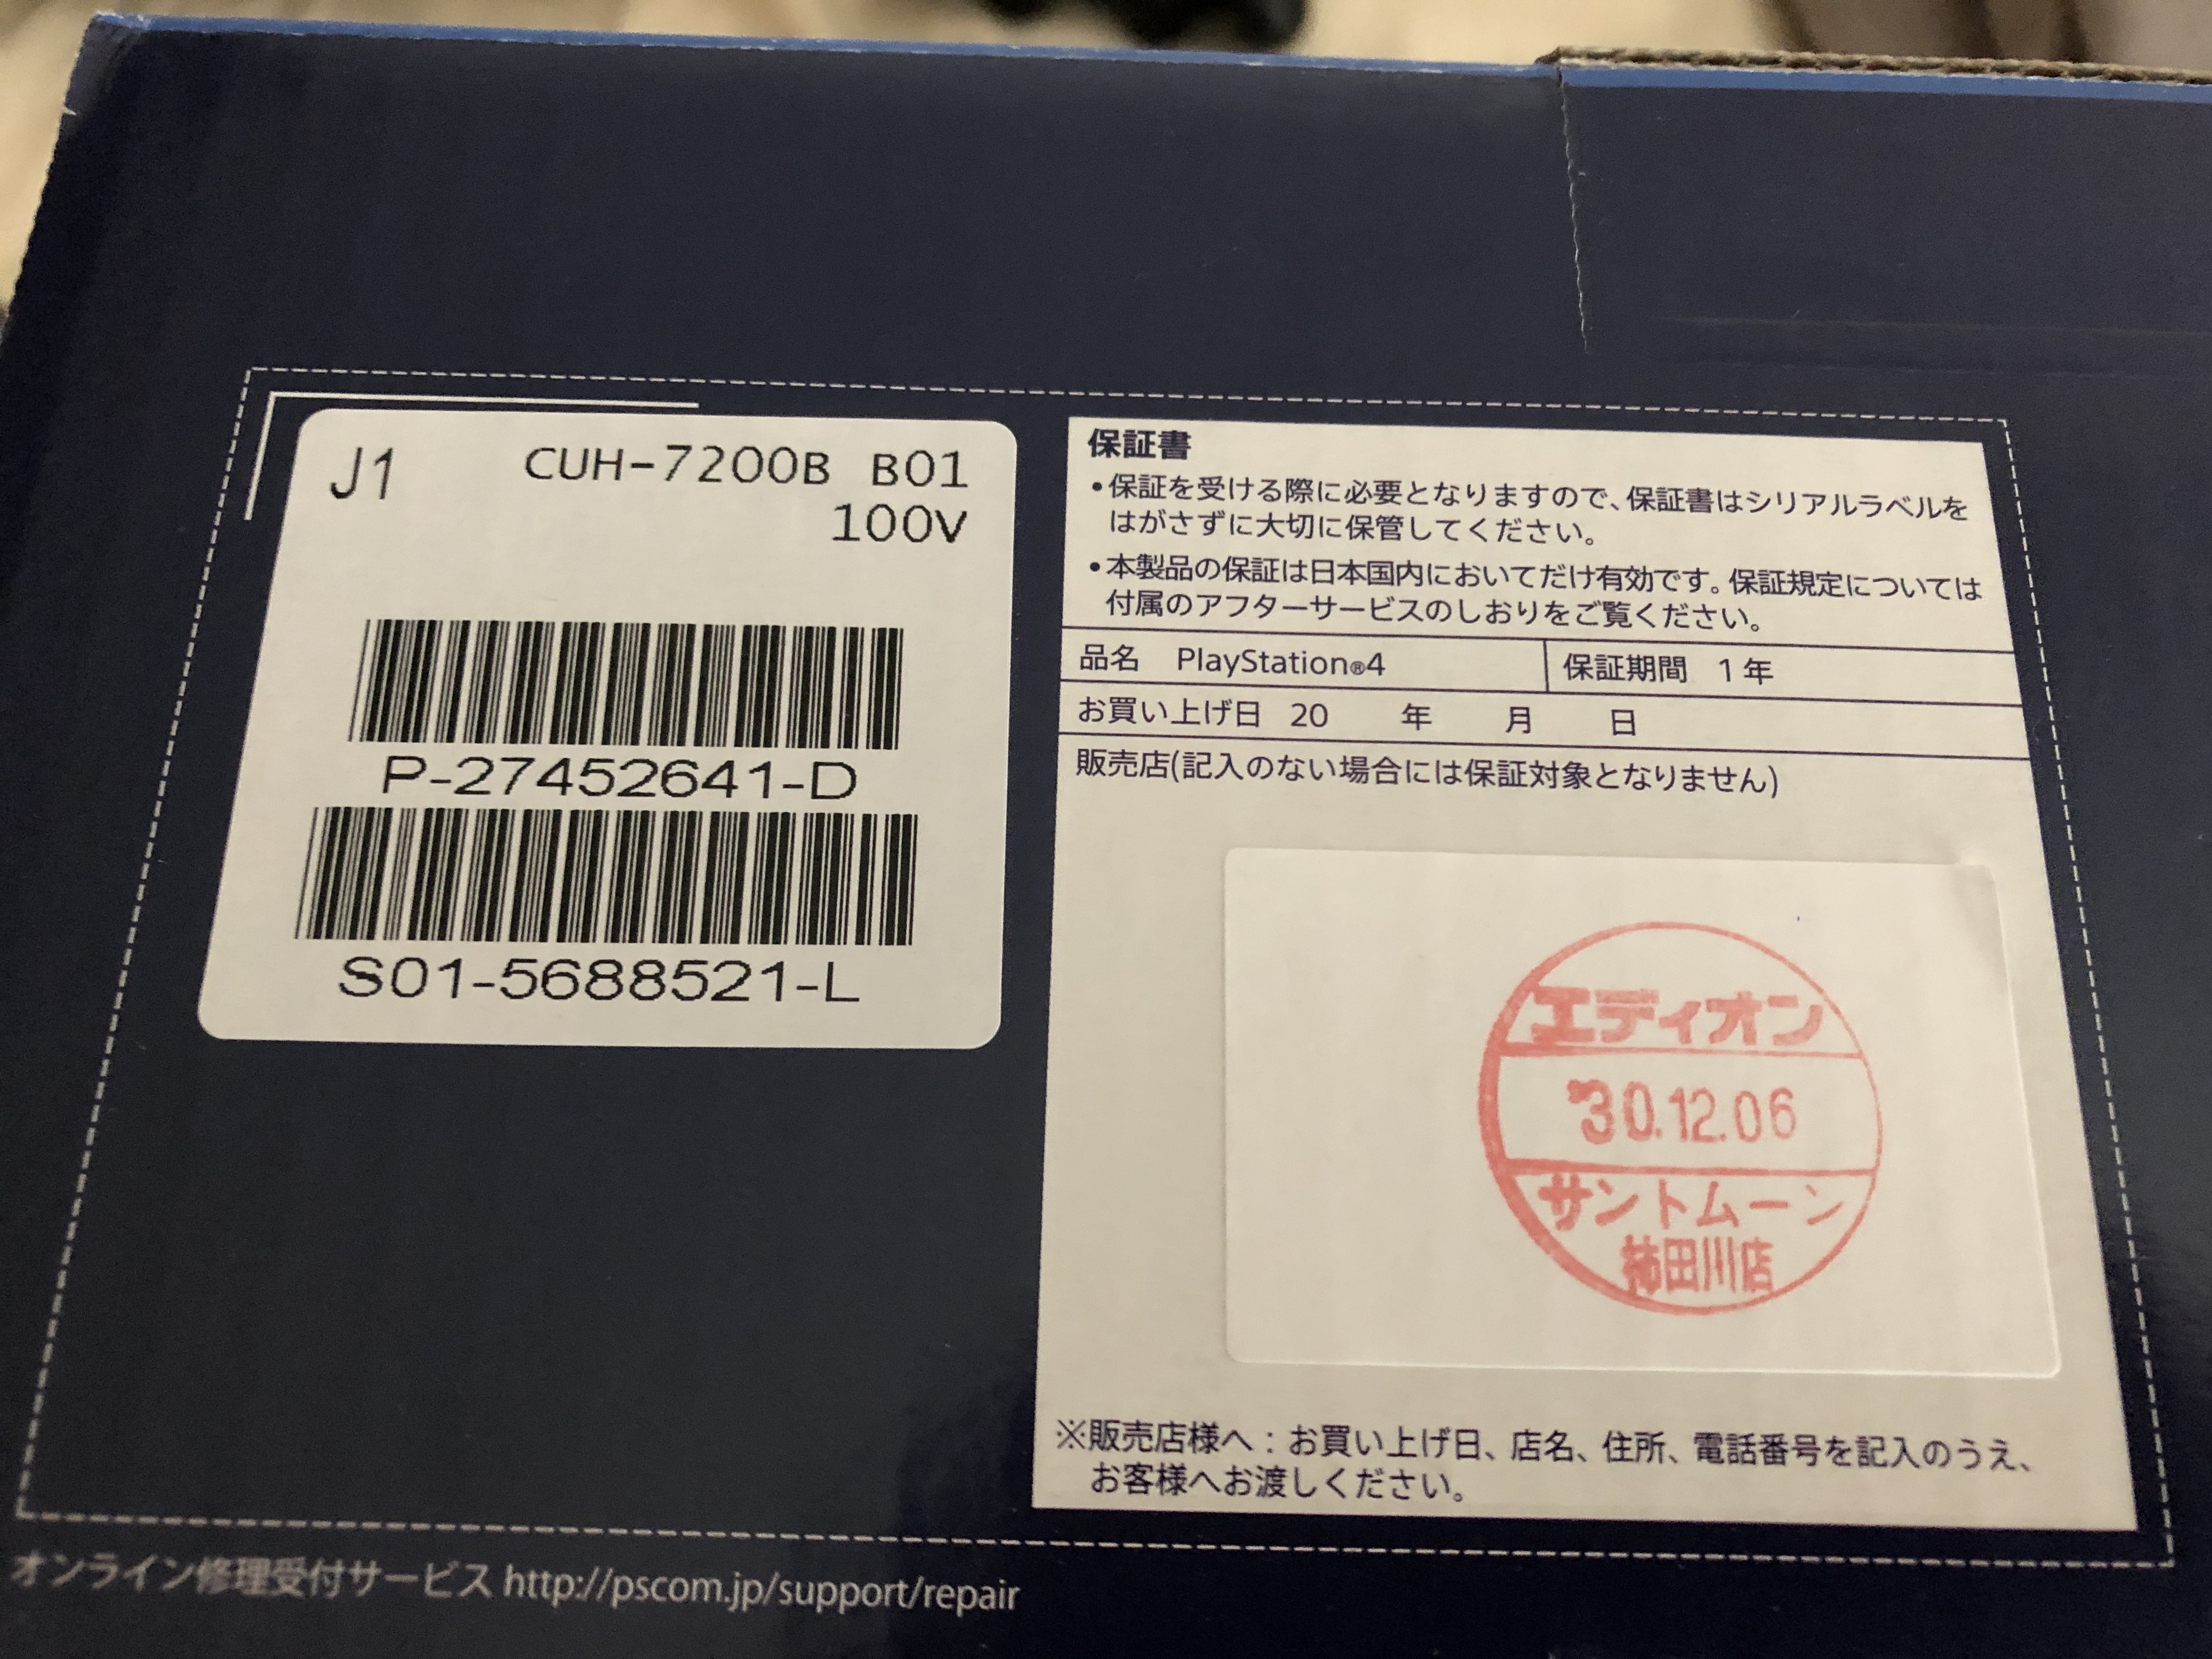 J1 CUH-7200B B01
100V
P-27452641-D
S01-5688521-L
保証書
•保証を受ける際に必要となりますので、保証書はシリアルラベルを
はがさずに大切に保管してください。
•本製品の保証は日本国内においてだけ有効です。保証規定については
付属のアフターサービスのしおりをご覧ください。
品名 PlayStation®4 保証期間 1年
お買い上げ日 20 年 月 日
販売店(記入のない場合には保証対象となりません)
エディオン
30.12.06
サントムーン
柿田川店
※販売店様へ：お買い上げ日、店名、住所、電話番号を記入のうえ、
お客様へお渡しください。
オンライン修理受付サービス http://pscom.jp/support/repair